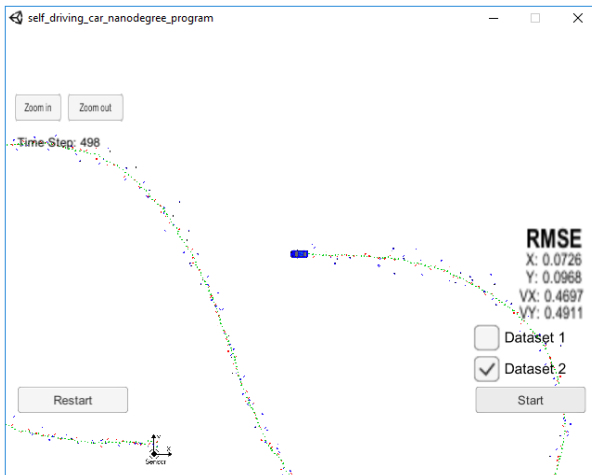 self_driving_car_nanodegree_program
Zoom in
Zoom out
Time Step: 498
RMSE
X: 0.0726
Y: 0.0968
VX: 0.4697
VY: 0.4911
Dataset 1
Dataset 2
Restart
Start
Y
X
Sensor